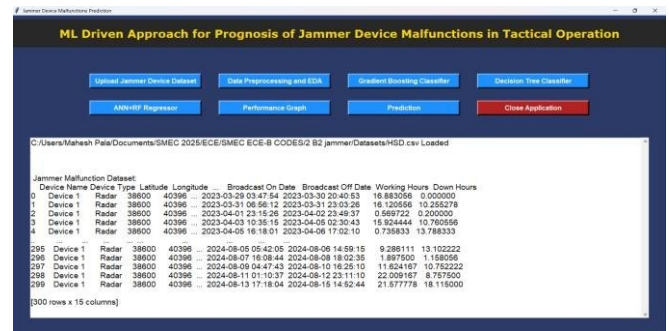 Jammer Device Malfunctions Prediction
ML Driven Approach for Prognosis of Jammer Device Malfunctions in Tactical Operation
Upload Jammer Device Dataset
Data Preprocessing and EDA
Gradient Boosting Classifier
Decision Tree Classifier
ANN+RF Regressor
Performance Graph
Prediction
Close Application
C:/Users/Mahesh Pala/Documents/SMEC 2025/ECE/SMEC ECE-B CODES/2 B2 jammer/Datasets/HSD.csv Loaded
Jammer Malfunction Dataset:
Device Name Device Type Latitude Longitude ... Broadcast On Date Broadcast Off Date Working Hours Down Hours
0 Device 1 Radar 38600 40396 ... 2023-03-29 03:47:54 2023-03-30 20:40:53 16.883056 0.000000
1 Device 1 Radar 38600 40396 ... 2023-03-31 06:56:12 2023-03-31 23:03:26 16.120556 10.255278
2 Device 1 Radar 38600 40396 ... 2023-04-01 23:15:26 2023-04-02 23:49:37 0.569722 0.200000
3 Device 1 Radar 38600 40396 ... 2023-04-03 10:35:15 2023-04-05 02:30:43 15.924444 10.760556
4 Device 1 Radar 38600 40396 ... 2023-04-05 16:18:01 2023-04-06 17:02:10 0.735833 13.788333
.. ... ... ... ... ... ... ... ... ...
295 Device 1 Radar 38600 40396 ... 2024-08-05 05:42:05 2024-08-06 14:59:15 9.286111 13.102222
296 Device 1 Radar 38600 40396 ... 2024-08-07 16:08:44 2024-08-08 18:02:35 1.897500 1.158056
297 Device 1 Radar 38600 40396 ... 2024-08-09 04:47:43 2024-08-10 16:25:10 11.624167 10.752222
298 Device 1 Radar 38600 40396 ... 2024-08-11 01:10:37 2024-08-12 23:11:10 22.009167 8.757500
299 Device 1 Radar 38600 40396 ... 2024-08-13 17:18:04 2024-08-15 14:52:44 21.577778 18.115000
[300 rows x 15 columns]